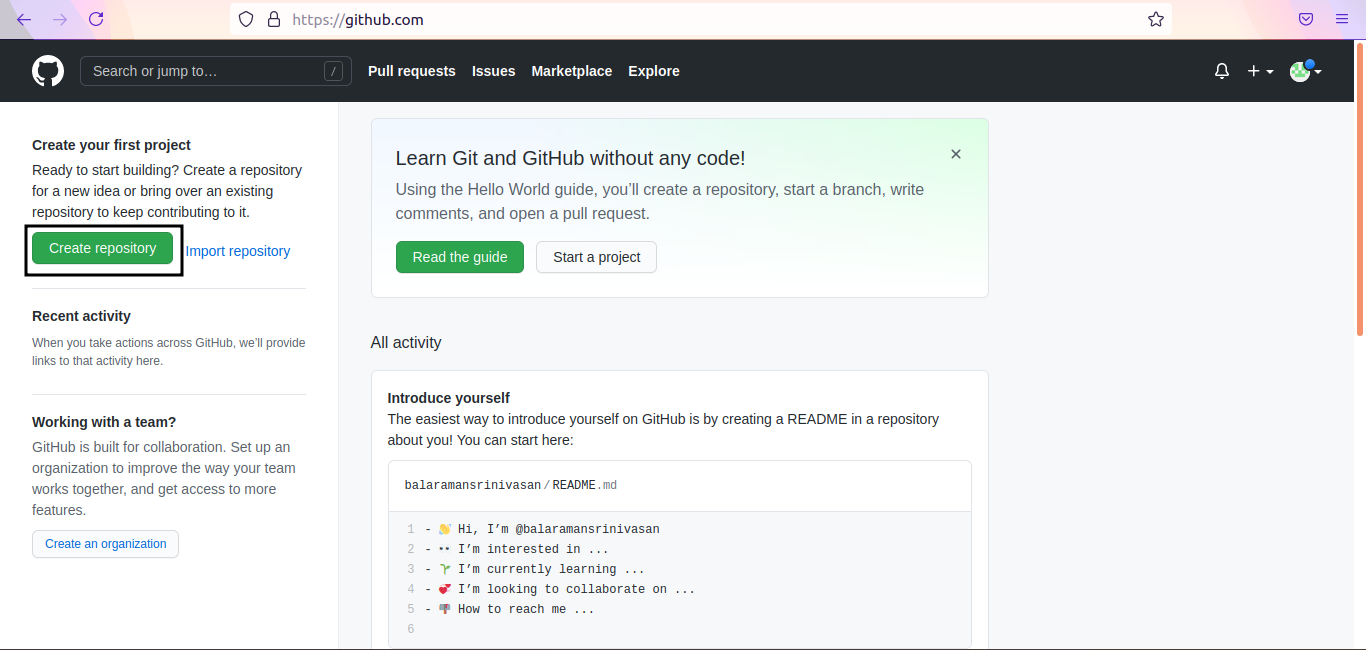 https://github.com
Search or jump to…
/
Pull requests
Issues
Marketplace
Explore
Create your first project
Ready to start building? Create a repository
for a new idea or bring over an existing
repository to keep contributing to it.
Create repository
Import repository
Recent activity
When you take actions across GitHub, we’ll provide
links to that activity here.
Working with a team?
GitHub is built for collaboration. Set up an
organization to improve the way your team
works together, and get access to more
features.
Create an organization
Learn Git and GitHub without any code!
Using the Hello World guide, you’ll create a repository, start a branch, write
comments, and open a pull request.
Read the guide
Start a project
All activity
Introduce yourself
The easiest way to introduce yourself on GitHub is by creating a README in a repository
about you! You can start here:
balaramansrinivasan/README.md
1 - 👋 Hi, I’m @balaramansrinivasan
2 - 👀 I’m interested in ...
3 - 🌱 I’m currently learning ...
4 - 💞️ I’m looking to collaborate on ...
5 - 📫 How to reach me ...
6